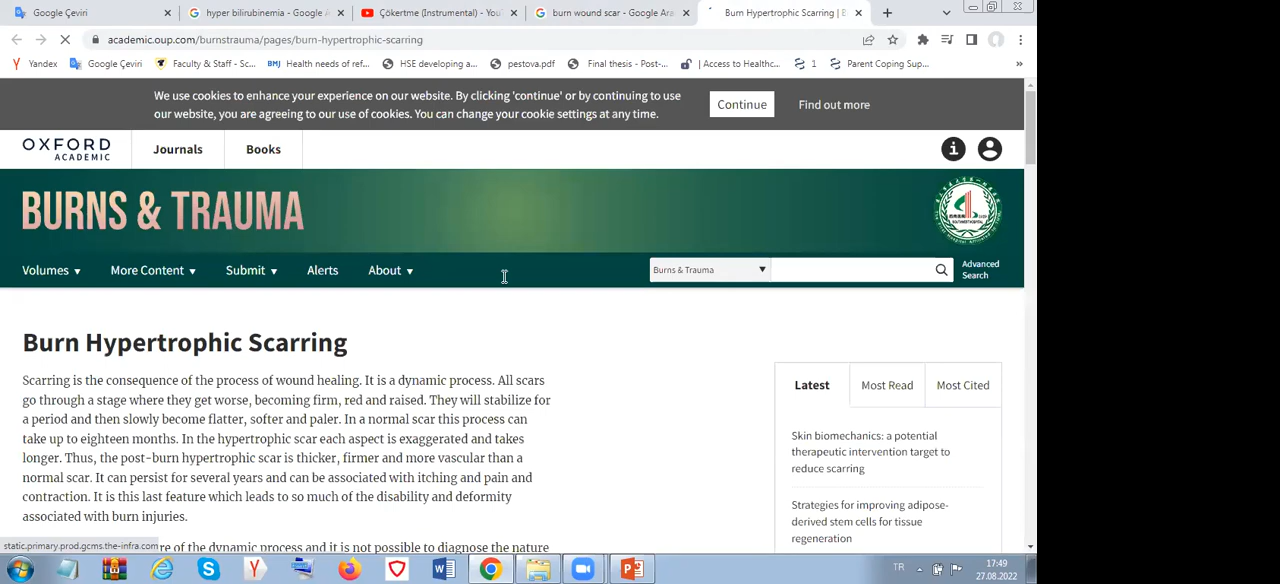 Google Çeviri
hyper bilirubinemia - Google A
Çökertme (Instrumental) - You
burn wound scar - Google Ara
Burn Hypertrophic Scarring | B
academic.oup.com/burnstrauma/pages/burn-hypertrophic-scarring
Yandex
Google Çeviri
Faculty & Staff - Sc...
BMJ Health needs of ref...
HSE developing a...
pestova.pdf
Final thesis - Post-...
| Access to Healthc...
1
Parent Coping Sup...
»
We use cookies to enhance your experience on our website. By clicking 'continue' or by continuing to use
our website, you are agreeing to our use of cookies. You can change your cookie settings at any time.
Continue
Find out more
OXFORD
ACADEMIC
Journals
Books
BURNS & TRAUMA
Volumes
More Content
Submit
Alerts
About
Burns & Trauma
Advanced
Search
Burn Hypertrophic Scarring
Scarring is the consequence of the process of wound healing. It is a dynamic process. All scars
go through a stage where they get worse, becoming firm, red and raised. They will stabilize for
a period and then slowly become flatter, softer and paler. In a normal scar this process can
take up to eighteen months. In the hypertrophic scar each aspect is exaggerated and takes
longer. Thus, the post-burn hypertrophic scar is thicker, firmer and more vascular than a
normal scar. It can persist for several years and can be associated with itching and pain and
contraction. It is this last feature which leads to so much of the disability and deformity
associated with burn injuries.
re of the dynamic process and it is not possible to diagnose the nature
Latest
Most Read
Most Cited
Skin biomechanics: a potential
therapeutic intervention target to
reduce scarring
Strategies for improving adipose-
derived stem cells for tissue
regeneration
static.primary.prod.gcms.the-infra.com
TR
17:49
27.08.2022